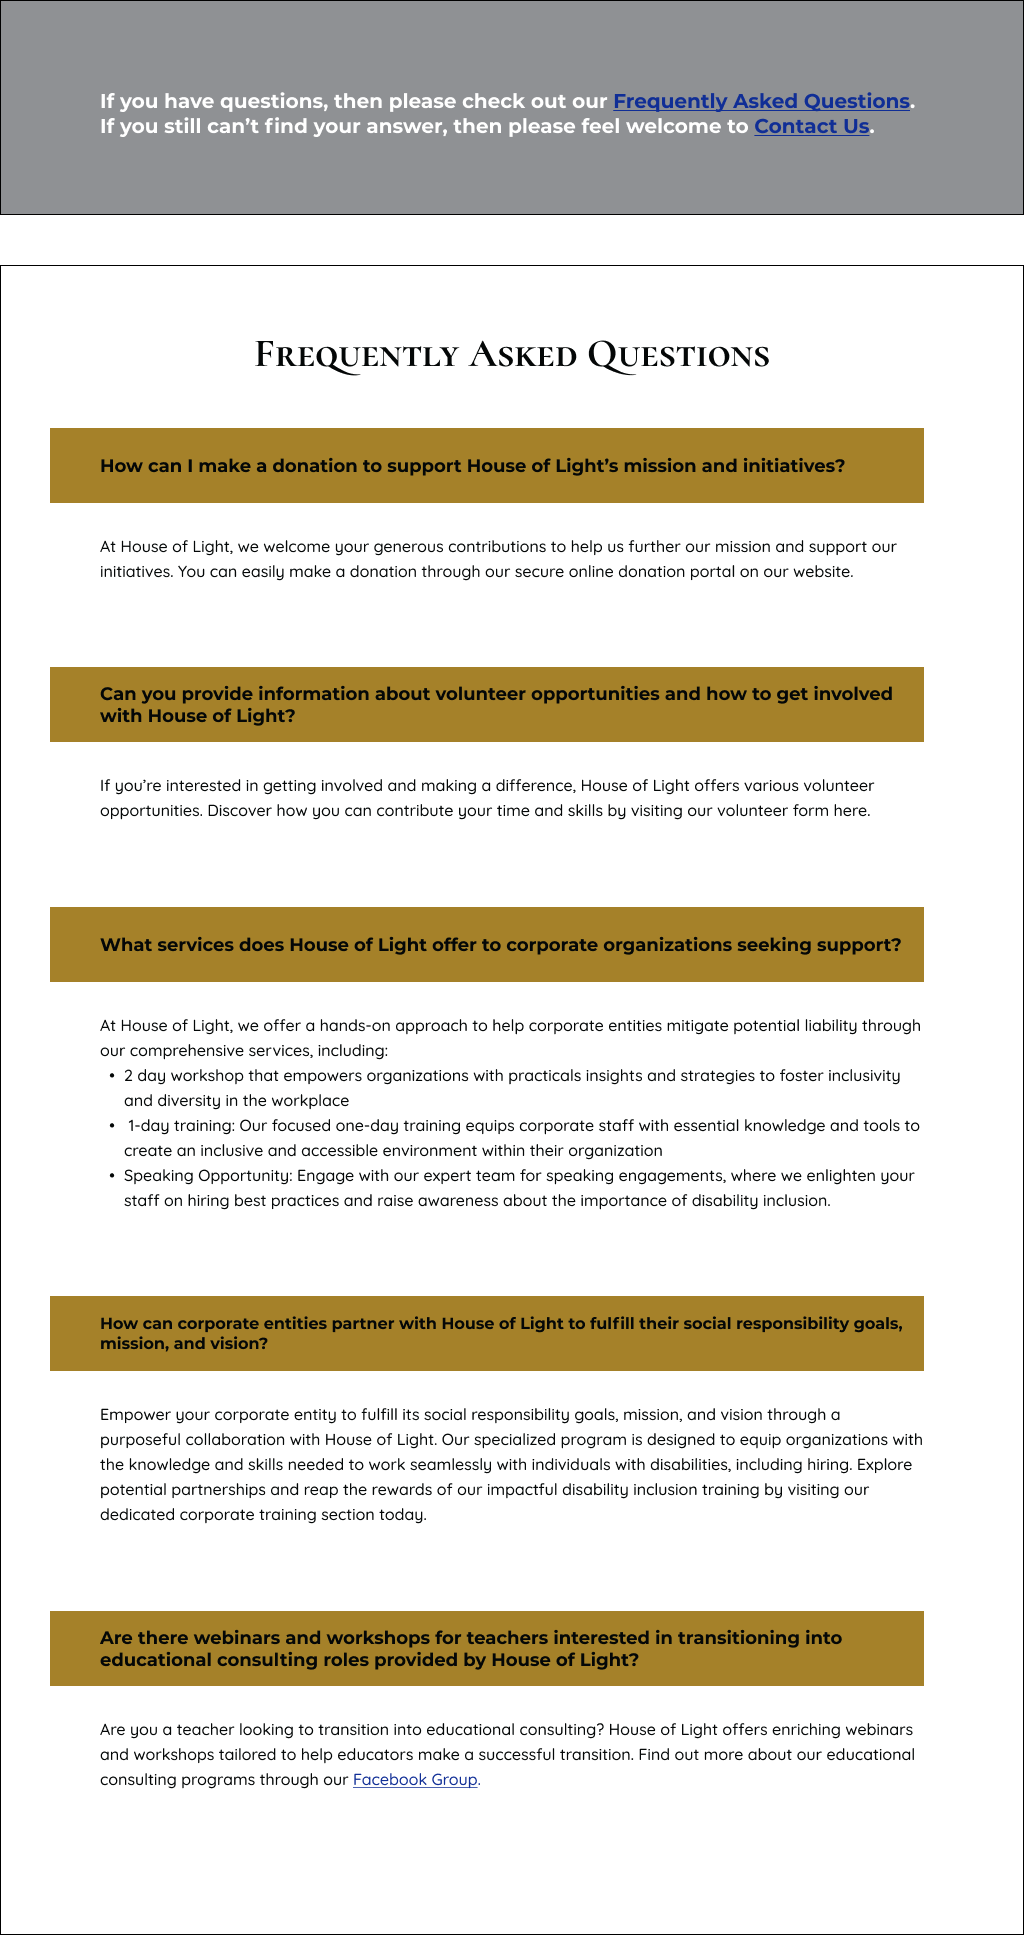 If you have questions, then please check out our Frequently Asked Questions.
If you still can’t find your answer, then please feel welcome to Contact Us.
Frequently Asked Questions
How can I make a donation to support House of Light’s mission and initiatives?
At House of Light, we welcome your generous contributions to help us further our mission and support our
initiatives. You can easily make a donation through our secure online donation portal on our website.
Can you provide information about volunteer opportunities and how to get involved
with House of Light?
If you’re interested in getting involved and making a difference, House of Light offers various volunteer
opportunities. Discover how you can contribute your time and skills by visiting our volunteer form here.
What services does House of Light offer to corporate organizations seeking support?
At House of Light, we offer a hands-on approach to help corporate entities mitigate potential liability through
our comprehensive services, including:
• 2 day workshop that empowers organizations with practicals insights and strategies to foster inclusivity
and diversity in the workplace
• 1-day training: Our focused one-day training equips corporate staff with essential knowledge and tools to
create an inclusive and accessible environment within their organization
• Speaking Opportunity: Engage with our expert team for speaking engagements, where we enlighten your
staff on hiring best practices and raise awareness about the importance of disability inclusion.
How can corporate entities partner with House of Light to fulfill their social responsibility goals,
mission, and vision?
Empower your corporate entity to fulfill its social responsibility goals, mission, and vision through a
purposeful collaboration with House of Light. Our specialized program is designed to equip organizations with
the knowledge and skills needed to work seamlessly with individuals with disabilities, including hiring. Explore
potential partnerships and reap the rewards of our impactful disability inclusion training by visiting our
dedicated corporate training section today.
Are there webinars and workshops for teachers interested in transitioning into
educational consulting roles provided by House of Light?
Are you a teacher looking to transition into educational consulting? House of Light offers enriching webinars
and workshops tailored to help educators make a successful transition. Find out more about our educational
consulting programs through our Facebook Group.